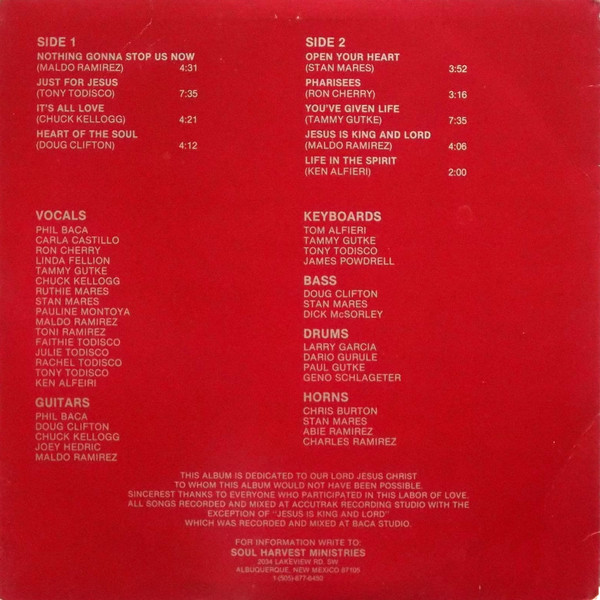 SIDE 1
NOTHING GONNA STOP US NOW
(MALDO RAMIREZ) 4:31
JUST FOR JESUS
(TONY TODISCO) 7:35
IT'S ALL LOVE
(CHUCK KELLOGG) 4:21
HEART OF THE SOUL
(DOUG CLIFTON) 4:12
SIDE 2
OPEN YOUR HEART
(STAN MARES) 3:52
PHARISEES
(RON CHERRY) 3:16
YOU'VE GIVEN LIFE
(TAMMY GUTKE) 7:35
JESUS IS KING AND LORD
(MALDO RAMIREZ) 4:06
LIFE IN THE SPIRIT
(KEN ALFIERI) 2:00
VOCALS
PHIL BACA
CARLA CASTILLO
RON CHERRY
LINDA FELLION
TAMMY GUTKE
CHUCK KELLOGG
RUTHIE MARES
STAN MARES
PAULINE MONTOYA
MALDO RAMIREZ
TONI RAMIREZ
FAITHIE TODISCO
JULIE TODISCO
RACHEL TODISCO
TONY TODISCO
KEN ALFEIRI
GUITARS
PHIL BACA
DOUG CLIFTON
CHUCK KELLOGG
JOEY HEDRIC
MALDO RAMIREZ
KEYBOARDS
TOM ALFIERI
TAMMY GUTKE
TONY TODISCO
JAMES POWDRELL
BASS
DOUG CLIFTON
STAN MARES
DICK McSORLEY
DRUMS
LARRY GARCIA
DARIO GURULE
PAUL GUTKE
GENO SCHLAGETER
HORNS
CHRIS BURTON
STAN MARES
ABIE RAMIREZ
CHARLES RAMIREZ
THIS ALBUM IS DEDICATED TO OUR LORD JESUS CHRIST
TO WHOM THIS ALBUM WOULD NOT HAVE BEEN POSSIBLE.
SINCEREST THANKS TO EVERYONE WHO PARTICIPATED IN THIS LABOR OF LOVE.
ALL SONGS RECORDED AND MIXED AT ACCUTRAK RECORDING STUDIO WITH THE
EXCEPTION OF "JESUS IS KING AND LORD"
WHICH WAS RECORDED AND MIXED AT BACA STUDIO.
FOR INFORMATION WRITE TO:
SOUL HARVEST MINISTRIES
2034 LAKEVIEW RD. SW
ALBUQUERQUE, NEW MEXICO 87105
1-(505)-877-6492